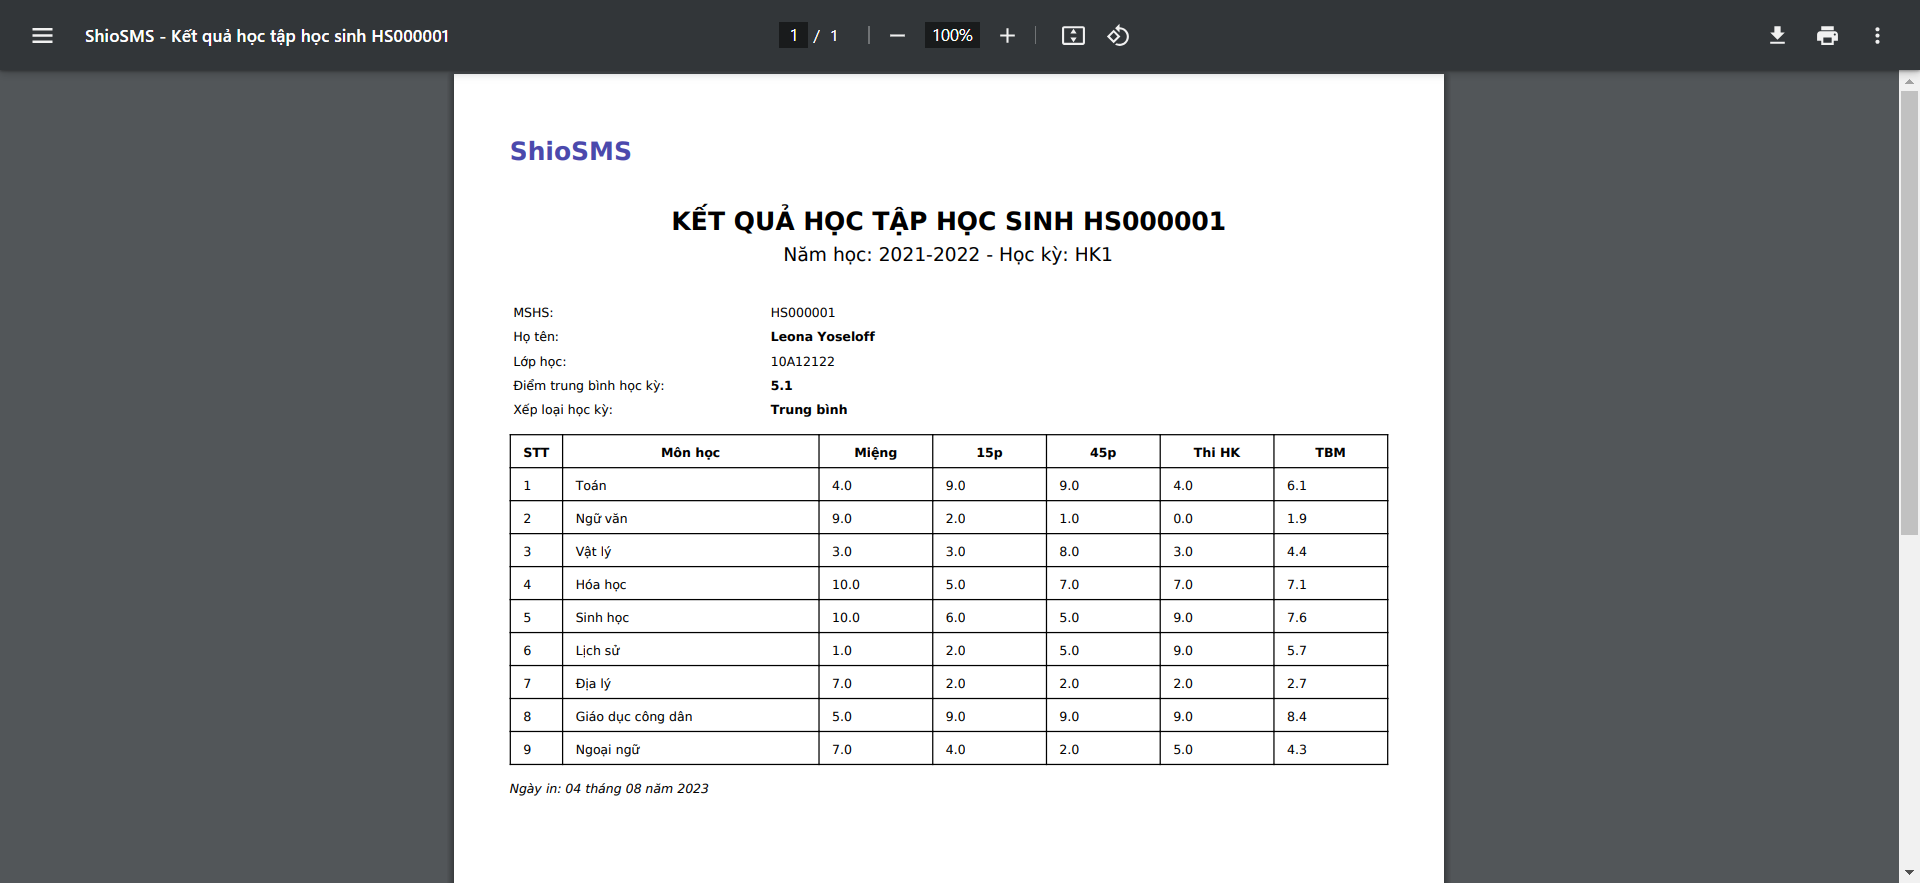 ShioSMS - Kết quả học tập học sinh HS000001
1 / 1
100%
ShioSMS
KẾT QUẢ HỌC TẬP HỌC SINH HS000001
Năm học: 2021-2022 - Học kỳ: HK1
MSHS: HS000001
Họ tên: Leona Yoseloff
Lớp học: 10A12122
Điểm trung bình học kỳ: 5.1
Xếp loại học kỳ: Trung bình
STT Môn học Miệng 15p 45p Thi HK TBM
1 Toán 4.0 9.0 9.0 4.0 6.1
2 Ngữ văn 9.0 2.0 1.0 0.0 1.9
3 Vật lý 3.0 3.0 8.0 3.0 4.4
4 Hóa học 10.0 5.0 7.0 7.0 7.1
5 Sinh học 10.0 6.0 5.0 9.0 7.6
6 Lịch sử 1.0 2.0 5.0 9.0 5.7
7 Địa lý 7.0 2.0 2.0 2.0 2.7
8 Giáo dục công dân 5.0 9.0 9.0 9.0 8.4
9 Ngoại ngữ 7.0 4.0 2.0 5.0 4.3
Ngày in: 04 tháng 08 năm 2023